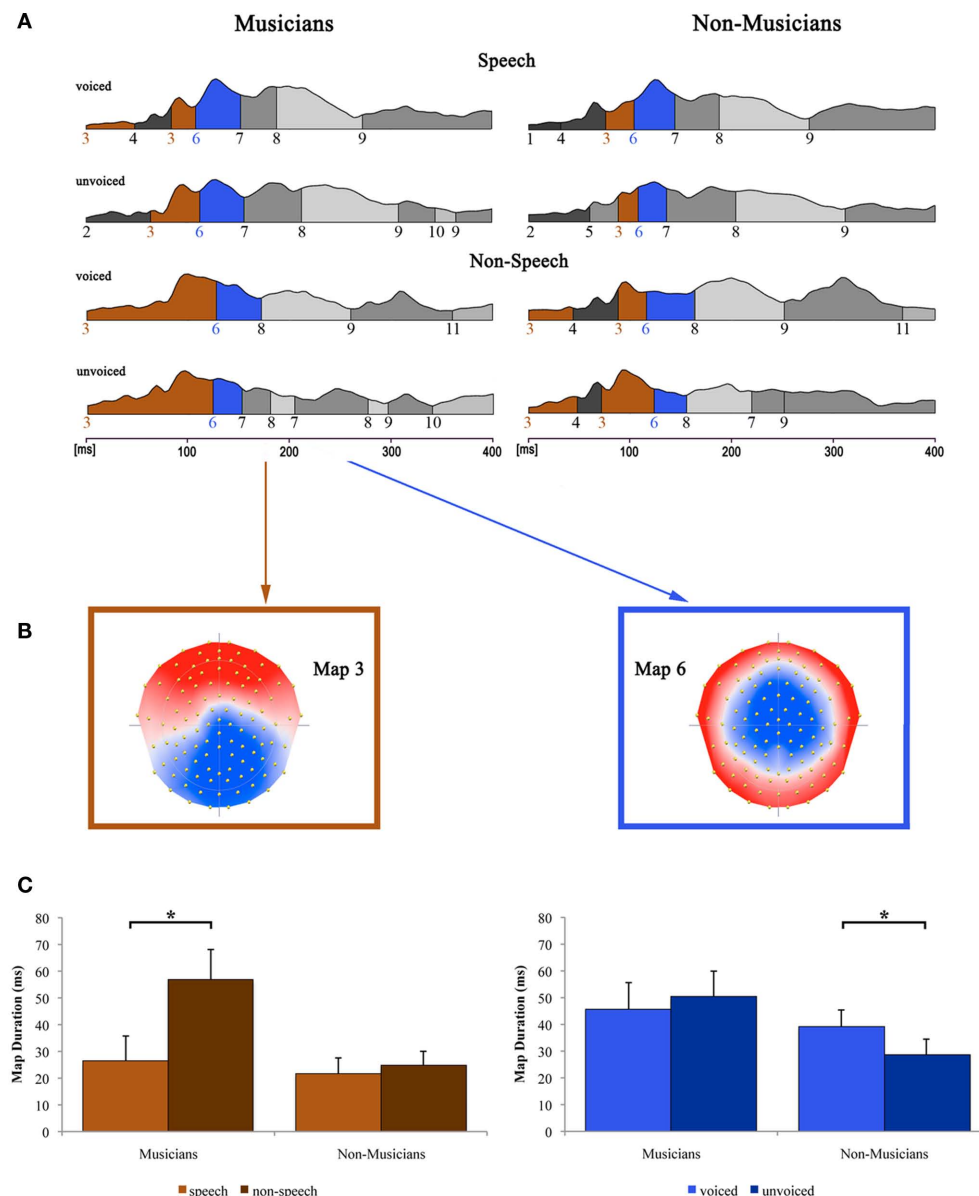 A
Musicians Non-Musicians
Speech
voiced voiced
3 4 3 6 7 8 9 1 4 3 6 7 8 9
unvoiced unvoiced
2 3 6 7 8 9 10 9 2 5 3 6 7 8 9
Non-Speech
voiced voiced
3 6 8 9 11 3 4 3 6 8 9 11
unvoiced unvoiced
3 6 7 8 7 8 9 10 3 4 3 6 8 7 9
[ms] 100 200 300 400 [ms] 100 200 300 400
B
Map 3 Map 6
C
* *
80 80
70 70
60 60
50 50
40 40
30 30
20 20
10 10
0 0
Map Duration (ms) Map Duration (ms)
Musicians Non-Musicians Musicians Non-Musicians
speech non-speech voiced unvoiced